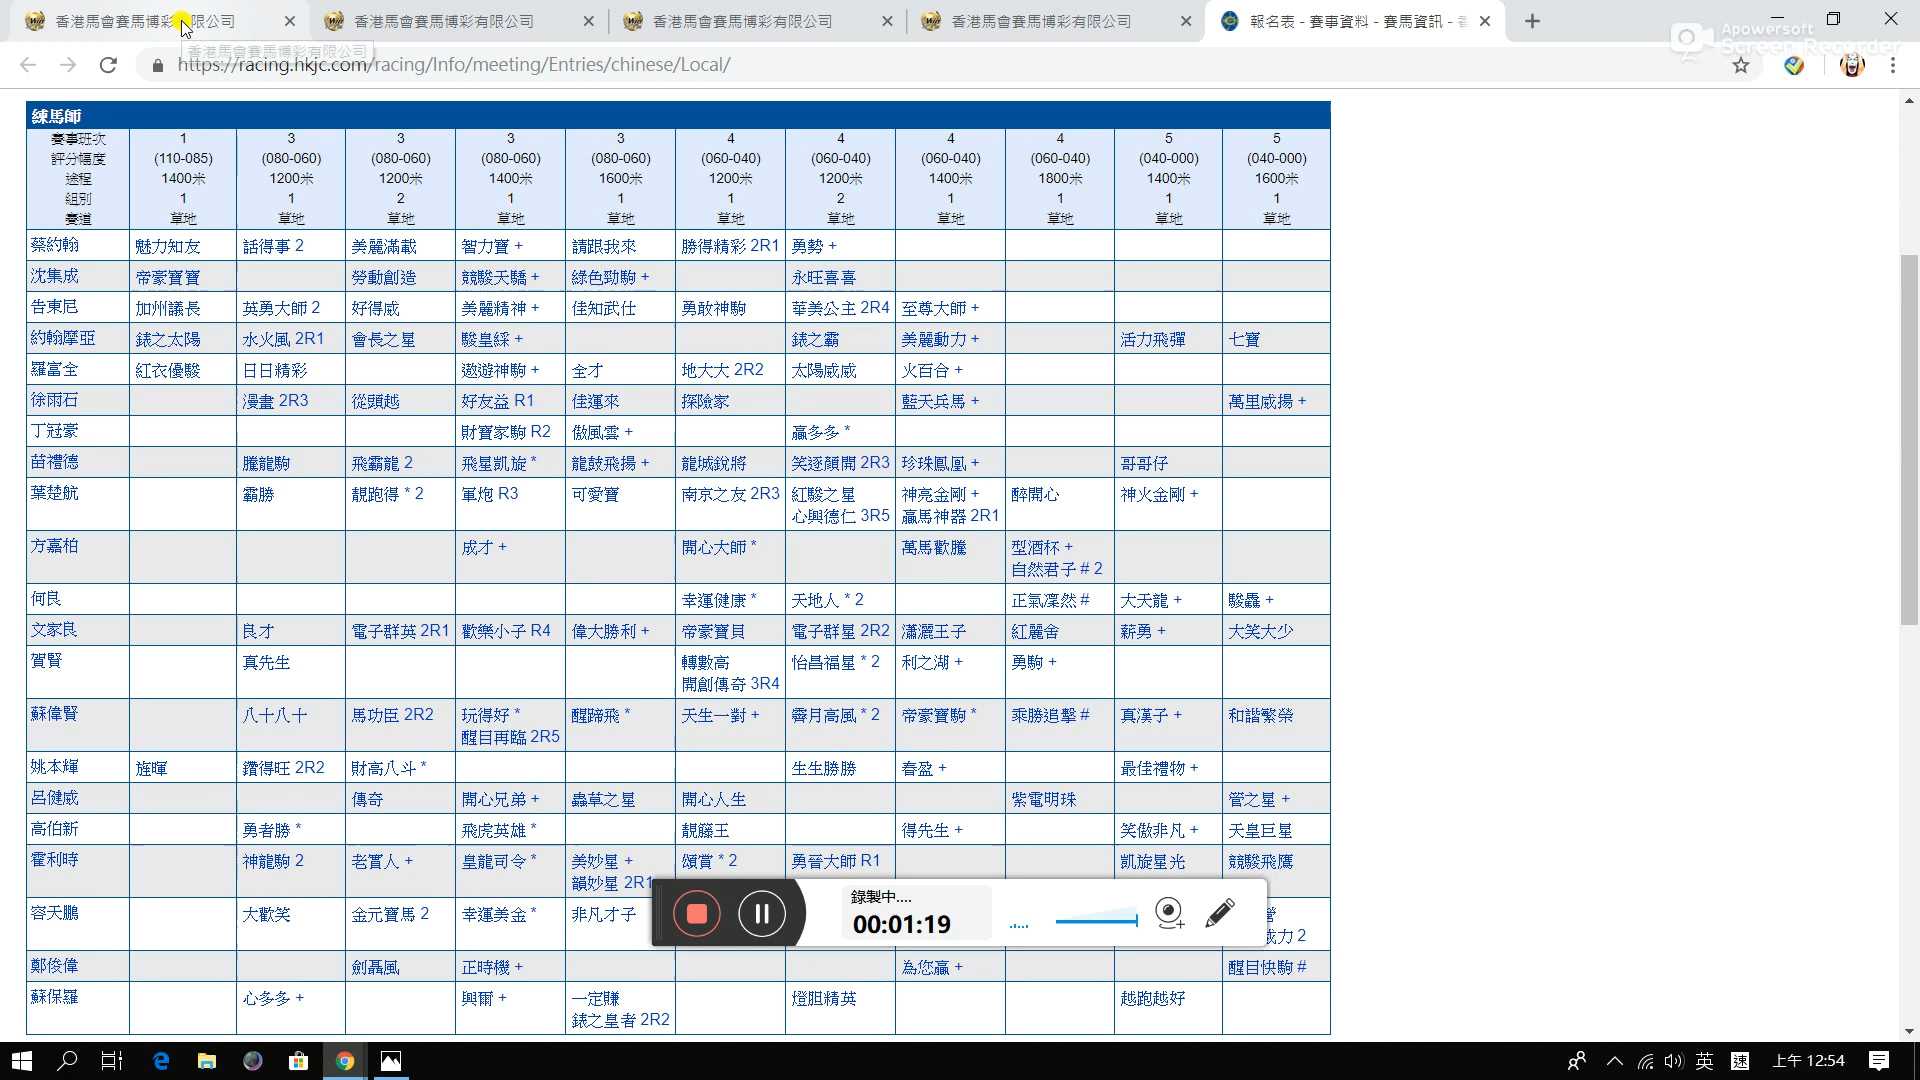 香港馬會賽馬博彩有限公司
香港馬會賽馬博彩有限公司
香港馬會賽馬博彩有限公司
香港馬會賽馬博彩有限公司
報名表 - 賽事資料 - 賽馬資訊 -
香港馬會賽馬博彩有限公司
https://racing.hkjc.com/racing/Info/meeting/Entries/chinese/Local/
Apowersoft
Screen Recorder
練馬師
賽事班次 1 3 3 3 3 4 4 4 4 5 5
評分幅度 (110-085) (080-060) (080-060) (080-060) (080-060) (060-040) (060-040) (060-040) (060-040) (040-000) (040-000)
途程 1400米 1200米 1200米 1400米 1600米 1200米 1200米 1400米 1800米 1400米 1600米
組別 1 1 2 1 1 1 2 1 1 1 1
賽道 草地 草地 草地 草地 草地 草地 草地 草地 草地 草地 草地
蔡約翰 魅力知友 話得事 2 美麗滿載 智力寶 + 請跟我來 勝得精彩 2R1 勇勢 +
沈集成 帝豪寶寶 勞動創造 競駿天驕 + 綠色勁駒 + 永旺喜喜
告東尼 加州議長 英勇大師 2 好得威 美麗精神 + 佳知武仕 勇敢神駒 華美公主 2R4 至尊大師 +
約翰摩亞 錶之太陽 水火風 2R1 會長之星 駿皇綵 + 錶之霸 美麗動力 + 活力飛彈 七寶
羅富全 紅衣優駿 日日精彩 遨遊神駒 + 全才 地大大 2R2 太陽威威 火百合 +
徐雨石 漫畫 2R3 從頭越 好友益 R1 佳運來 探險家 藍天兵馬 + 萬里威揚 +
丁冠豪 財寶家駒 R2 傲風雲 + 贏多多 *
苗禮德 騰龍駒 飛霸龍 2 飛星凱旋 * 龍鼓飛揚 + 龍城銳將 笑逐顏開 2R3 珍珠鳳凰 + 哥哥仔
葉楚航 霸勝 靚跑得 * 2 軍炮 R3 可愛寶 南京之友 2R3 紅駿之星 神亮金剛 + 醉開心 神火金剛 +
心興德仁 3R5 贏馬神器 2R1
方嘉柏 成才 + 開心大師 * 萬馬歡騰 型酒杯 +
自然君子 # 2
何良 幸運健康 * 天地人 * 2 正氣凜然 # 大天龍 + 駿驫 +
文家良 良才 電子群英 2R1 歡樂小子 R4 偉大勝利 + 帝豪寶貝 電子群星 2R2 瀟灑王子 紅麗舍 薪勇 + 大笑大少
賀賢 真先生 轉數高 怡昌福星 * 2 利之湖 + 勇駒 +
開創傳奇 3R4
蘇偉賢 八十八十 馬功臣 2R2 玩得好 * 醒蹄飛 * 天生一對 + 霽月高風 * 2 帝豪寶駒 * 乘勝追擊 # 真漢子 + 和諧繁榮
醒目再臨 2R5
姚本輝 旌暉 鑽得旺 2R2 財高八斗 * 生生勝勝 春盈 + 最佳禮物 +
呂健威 傳奇 開心兄弟 + 蟲草之星 開心人生 紫電明珠 管之星 +
高伯新 勇者勝 * 飛虎英雄 * 靚籐王 得先生 + 笑傲非凡 + 天皇巨星
霍利時 神龍駒 2 老實人 + 皇龍司令 * 美妙星 + 頌賞 * 2 勇晉大師 R1 凱旋星光 競駿飛鷹
韻妙星 2R1
容天鵬 大歡笑 金元寶馬 2 幸運美金 * 非凡才子
力 2
鄭俊偉 劍聶風 正時機 + 為您贏 + 醒目快駒 #
蘇保羅 心多多 + 興爾 + 一定賺 燈胆精英 越跑越好
錶之皇者 2R2
錄製中....
00:01:19
英 速 上午 12:54